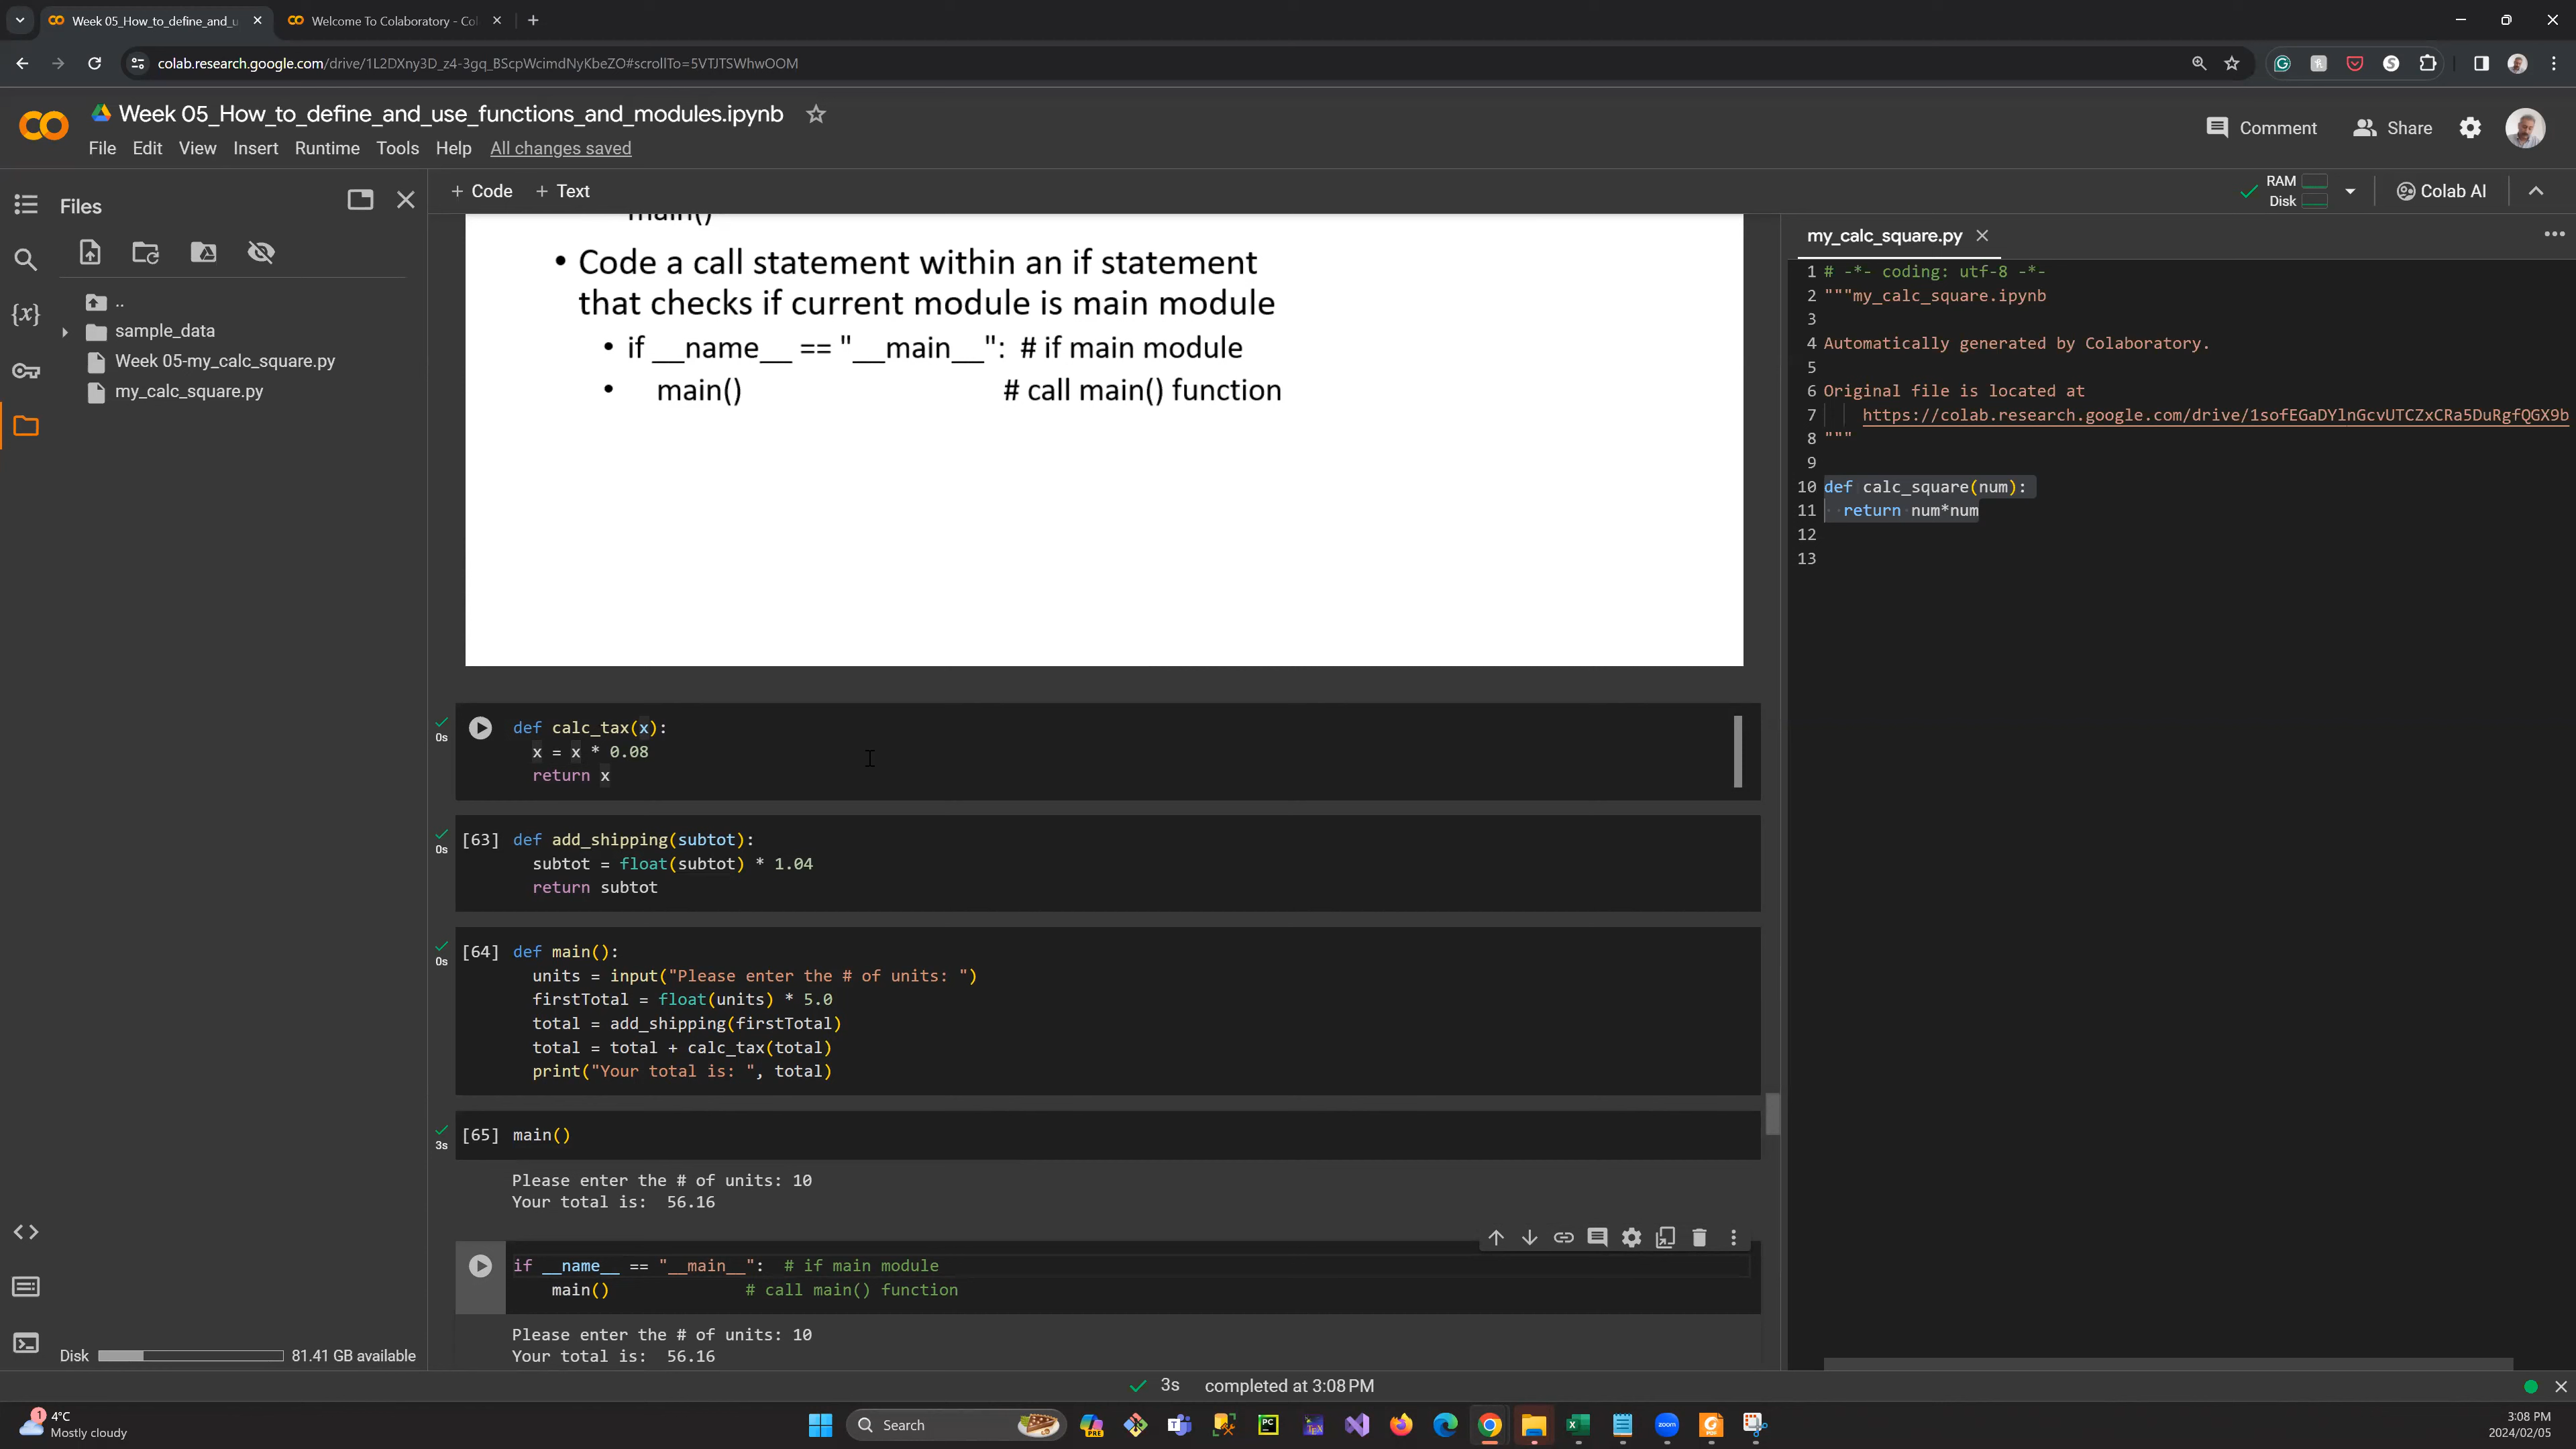 Week 05_How_to_define_and_u
Welcome To Colaboratory - Col
colab.research.google.com/drive/1L2DXny3D_z4-3gq_BScpWcimdNyKbeZO#scrollTo=5VTJTSWhwOOM
Week 05_How_to_define_and_use_functions_and_modules.ipynb
File Edit View Insert Runtime Tools Help All changes saved
Comment Share
Files
+ Code + Text
RAM
Disk
Colab AI
..
sample_data
Week 05-my_calc_square.py
my_calc_square.py
main()
• Code a call statement within an if statement
that checks if current module is main module
• if __name__ == "__main__": # if main module
• main() # call main() function
0s
def calc_tax(x):
x = x * 0.08
return x
0s
[63] def add_shipping(subtot):
subtot = float(subtot) * 1.04
return subtot
0s
[64] def main():
units = input("Please enter the # of units: ")
firstTotal = float(units) * 5.0
total = add_shipping(firstTotal)
total = total + calc_tax(total)
print("Your total is: ", total)
3s
[65] main()
Please enter the # of units: 10
Your total is:  56.16
if __name__ == "__main__":  # if main module
main() # call main() function
Please enter the # of units: 10
Your total is:  56.16
my_calc_square.py
1 # -*- coding: utf-8 -*-
2 """my_calc_square.ipynb
3
4 Automatically generated by Colaboratory.
5
6 Original file is located at
7 https://colab.research.google.com/drive/1sofEGaDYlnGcvUTCZxCRa5DuRgfQGX9b
8 """
9
10 def calc_square(num):
11 return num*num
12
13
Disk 81.41 GB available
3s completed at 3:08 PM
1
4°C
Mostly cloudy
Search
PRE
PC
zoom
3:08 PM
2024/02/05